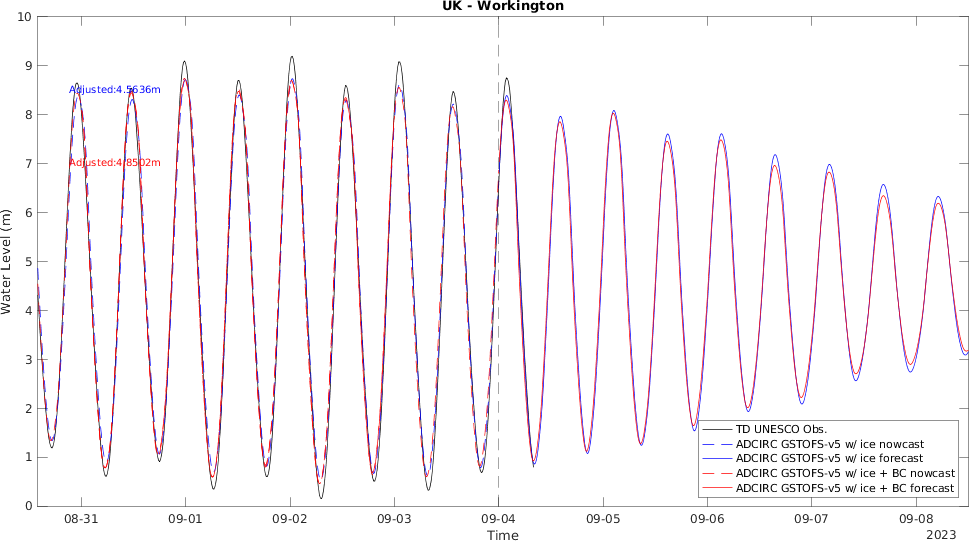 UK - Workington
10
9
8
7
6
5
4
3
2
1
0
Water Level (m)
Adjusted:4.5636m
Adjusted:4.8502m
TD UNESCO Obs.
ADCIRC GSTOFS-v5 w/ ice nowcast
ADCIRC GSTOFS-v5 w/ ice forecast
ADCIRC GSTOFS-v5 w/ ice + BC nowcast
ADCIRC GSTOFS-v5 w/ ice + BC forecast
08-31 09-01 09-02 09-03 09-04 09-05 09-06 09-07 09-08
Time 2023